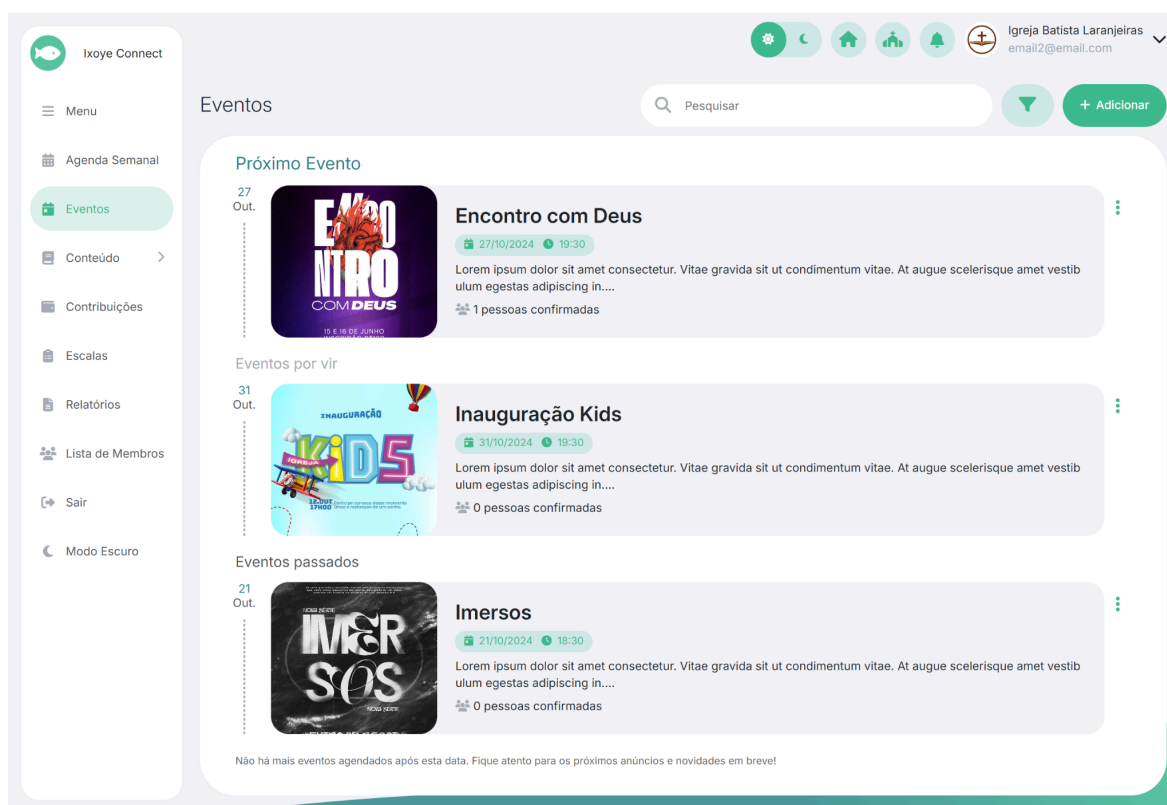 Ixoye Connect
Igreja Batista Laranjeiras
email2@email.com
Menu
Agenda Semanal
Eventos
Conteúdo
Contribuições
Escalas
Relatórios
Lista de Membros
Sair
Modo Escuro
Eventos
Pesquisar
+ Adicionar
Próximo Evento
27
Out.
ENCONTRO
COM DEUS
15 E 16 DE JUNHO
Encontro com Deus
27/10/2024 19:30
Lorem ipsum dolor sit amet consectetur. Vitae gravida sit ut condimentum vitae. At augue scelerisque amet vestib
ulum egestas adipiscing in....
1 pessoas confirmadas
Eventos por vir
31
Out.
INAUGURAÇÃO
IGREJA
KiDS
18.OUT
17H00
Inauguração Kids
31/10/2024 19:30
Lorem ipsum dolor sit amet consectetur. Vitae gravida sit ut condimentum vitae. At augue scelerisque amet vestib
ulum egestas adipiscing in....
0 pessoas confirmadas
Eventos passados
21
Out.
NOVA SÉRIE
IMER
SOS
NOVA SÉRIE
Imersos
21/10/2024 18:30
Lorem ipsum dolor sit amet consectetur. Vitae gravida sit ut condimentum vitae. At augue scelerisque amet vestib
ulum egestas adipiscing in....
0 pessoas confirmadas
Não há mais eventos agendados após esta data. Fique atento para os próximos anúncios e novidades em breve!